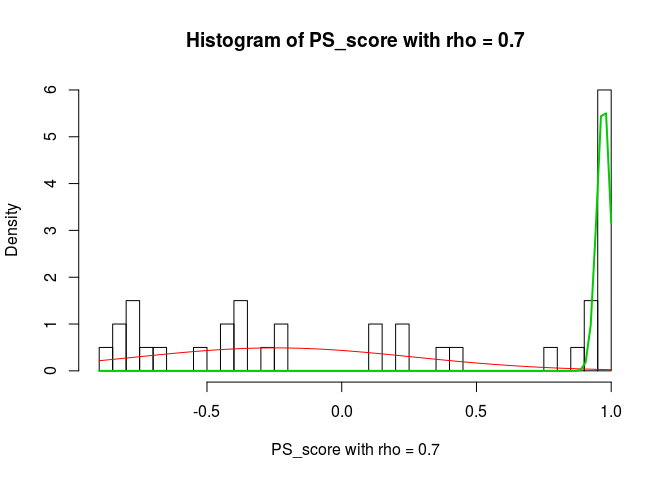 Histogram of PS_score with rho = 0.7
Density
6
5
4
3
2
1
0
-0.5 0.0 0.5 1.0
PS_score with rho = 0.7